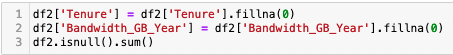 1 df2['Tenure'] = df2['Tenure'].fillna(0)
2 df2['Bandwidth_GB_Year'] = df2['Bandwidth_GB_Year'].fillna(0)
3 df2.isnull().sum()